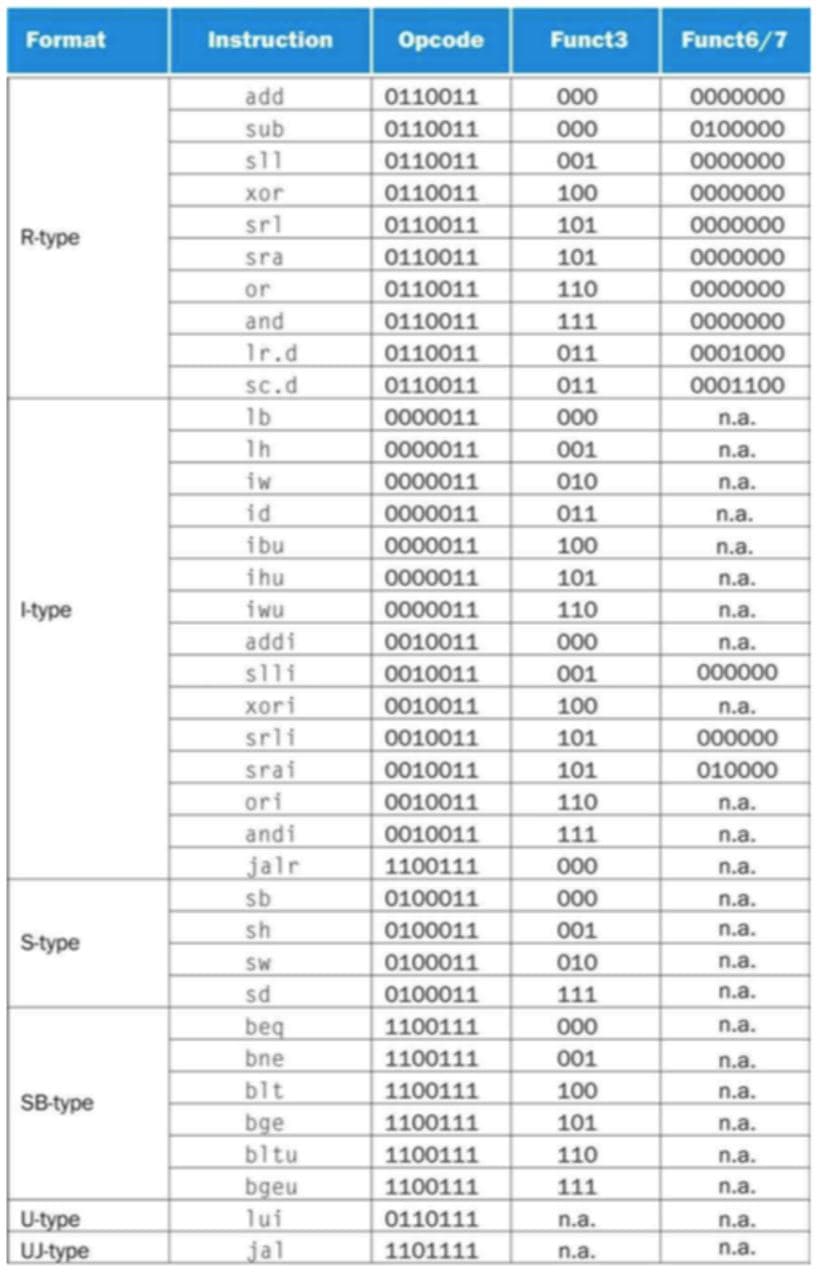 Format Instruction Opcode Funct3 Funct6/7
R-type
add 0110011 000 0000000
sub 0110011 000 0100000
sll 0110011 001 0000000
xor 0110011 100 0000000
srl 0110011 101 0000000
sra 0110011 101 0000000
or 0110011 110 0000000
and 0110011 111 0000000
lr.d 0110011 011 0001000
sc.d 0110011 011 0001100
I-type
lb 0000011 000 n.a.
lh 0000011 001 n.a.
iw 0000011 010 n.a.
id 0000011 011 n.a.
ibu 0000011 100 n.a.
ihu 0000011 101 n.a.
iwu 0000011 110 n.a.
addi 0010011 000 n.a.
slli 0010011 001 000000
xori 0010011 100 n.a.
srli 0010011 101 000000
srai 0010011 101 010000
ori 0010011 110 n.a.
andi 0010011 111 n.a.
jalr 1100111 000 n.a.
S-type
sb 0100011 000 n.a.
sh 0100011 001 n.a.
sw 0100011 010 n.a.
sd 0100011 111 n.a.
SB-type
beq 1100111 000 n.a.
bne 1100111 001 n.a.
blt 1100111 100 n.a.
bge 1100111 101 n.a.
bltu 1100111 110 n.a.
bgeu 1100111 111 n.a.
U-type lui 0110111 n.a. n.a.
UJ-type jal 1101111 n.a. n.a.